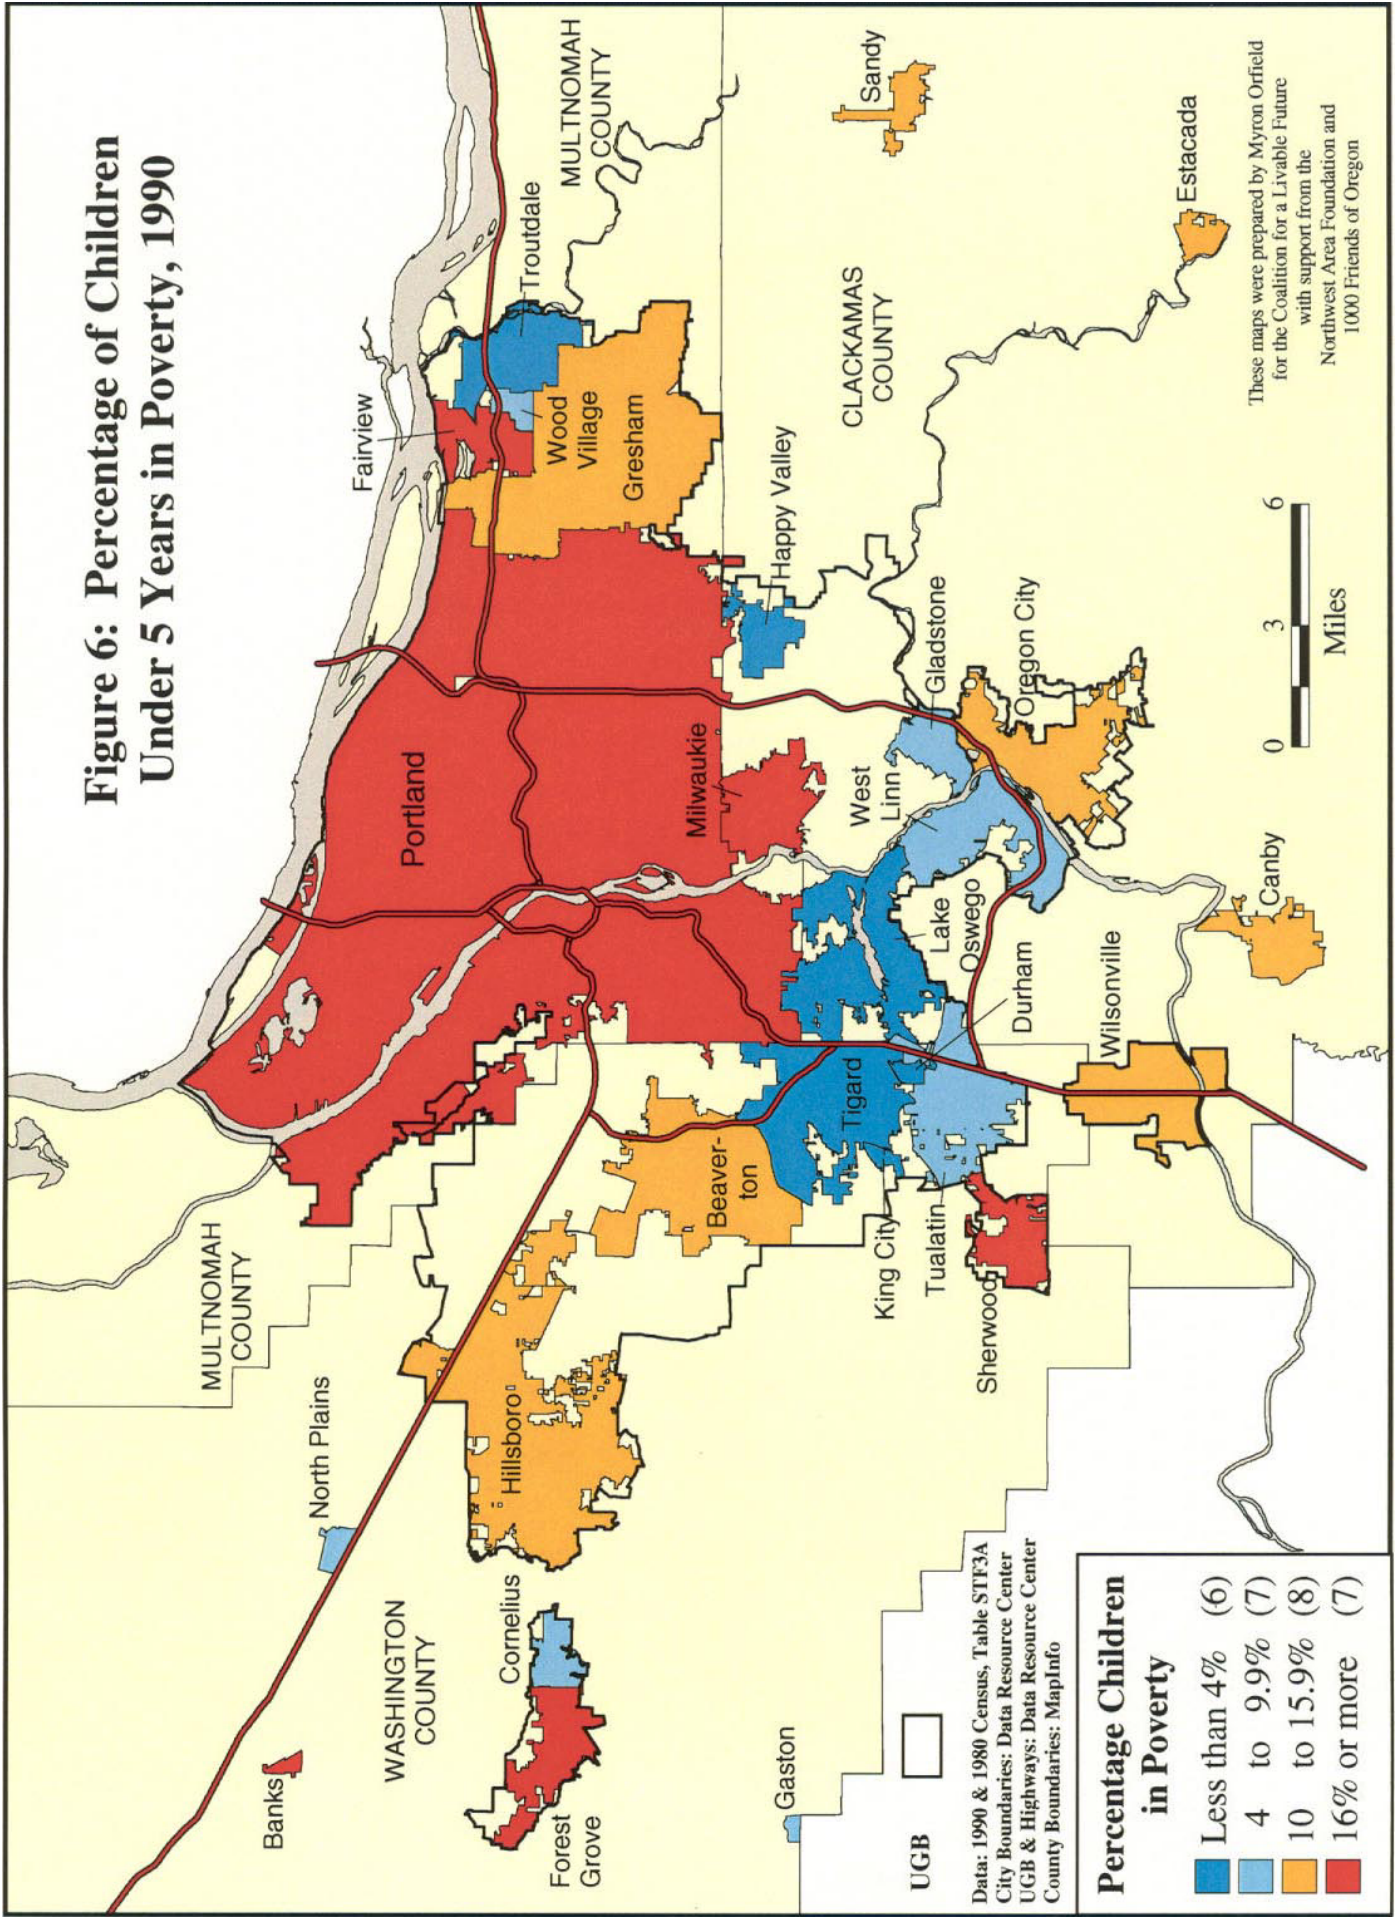 Figure 6: Percentage of Children
Under 5 Years in Poverty, 1990
MULTNOMAH
COUNTY
North Plains
Banks
WASHINGTON
COUNTY
Cornelius
Forest
Grove
Hillsboro
Gaston
Portland
Fairview
Troutdale
MULTNOMAH
COUNTY
Wood
Village
Gresham
Sandy
Milwaukie
Happy Valley
CLACKAMAS
COUNTY
Beaver-
ton
Tigard
King City
Tualatin
Sherwood
Lake
Oswego
West
Linn
Gladstone
Oregon City
Durham
Wilsonville
Canby
Estacada
UGB
Data: 1990 & 1980 Census, Table STF3A
City Boundaries: Data Resource Center
UGB & Highways: Data Resource Center
County Boundaries: MapInfo
Percentage Children
in Poverty
Less than 4% (6)
4 to 9.9% (7)
10 to 15.9% (8)
16% or more (7)
0 3 6
Miles
These maps were prepared by Myron Orfield
for the Coalition for a Livable Future
with support from the
Northwest Area Foundation and
1000 Friends of Oregon